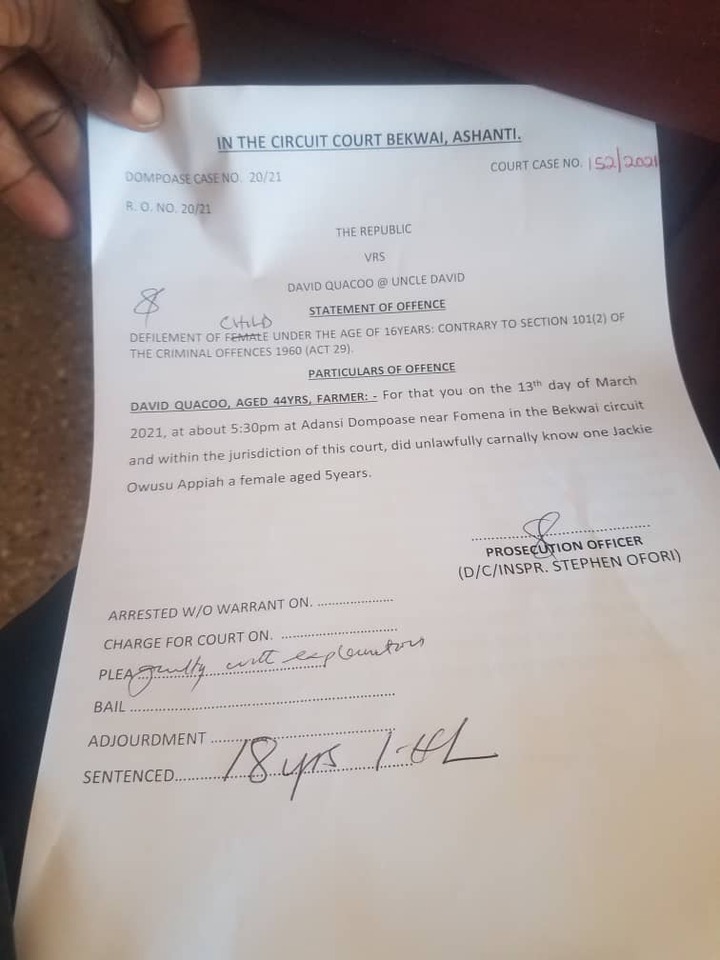 IN THE CIRCUIT COURT BEKWAI, ASHANTI.
DOMPOASE CASE NO. 20/21
COURT CASE NO. 152/2021
R. O. NO. 20/21
THE REPUBLIC
VRS
DAVID QUACOO @ UNCLE DAVID
STATEMENT OF OFFENCE
CHILD
DEFILEMENT OF FEMALE UNDER THE AGE OF 16YEARS: CONTRARY TO SECTION 101(2) OF
THE CRIMINAL OFFENCES 1960 (ACT 29).
PARTICULARS OF OFFENCE
DAVID QUACOO, AGED 44YRS, FARMER: - For that you on the 13th day of March
2021, at about 5:30pm at Adansi Dompoase near Fomena in the Bekwai circuit
and within the jurisdiction of this court, did unlawfully carnally know one Jackie
Owusu Appiah a female aged 5years.
PROSECUTION OFFICER
(D/C/INSPR. STEPHEN OFORI)
ARRESTED W/O WARRANT ON. ....................
CHARGE FOR COURT ON. ..............................
PLEA guilty with explanation
BAIL ......................................................................
ADJOURDMENT ................................................
SENTENCED........ 18 yrs I-HL